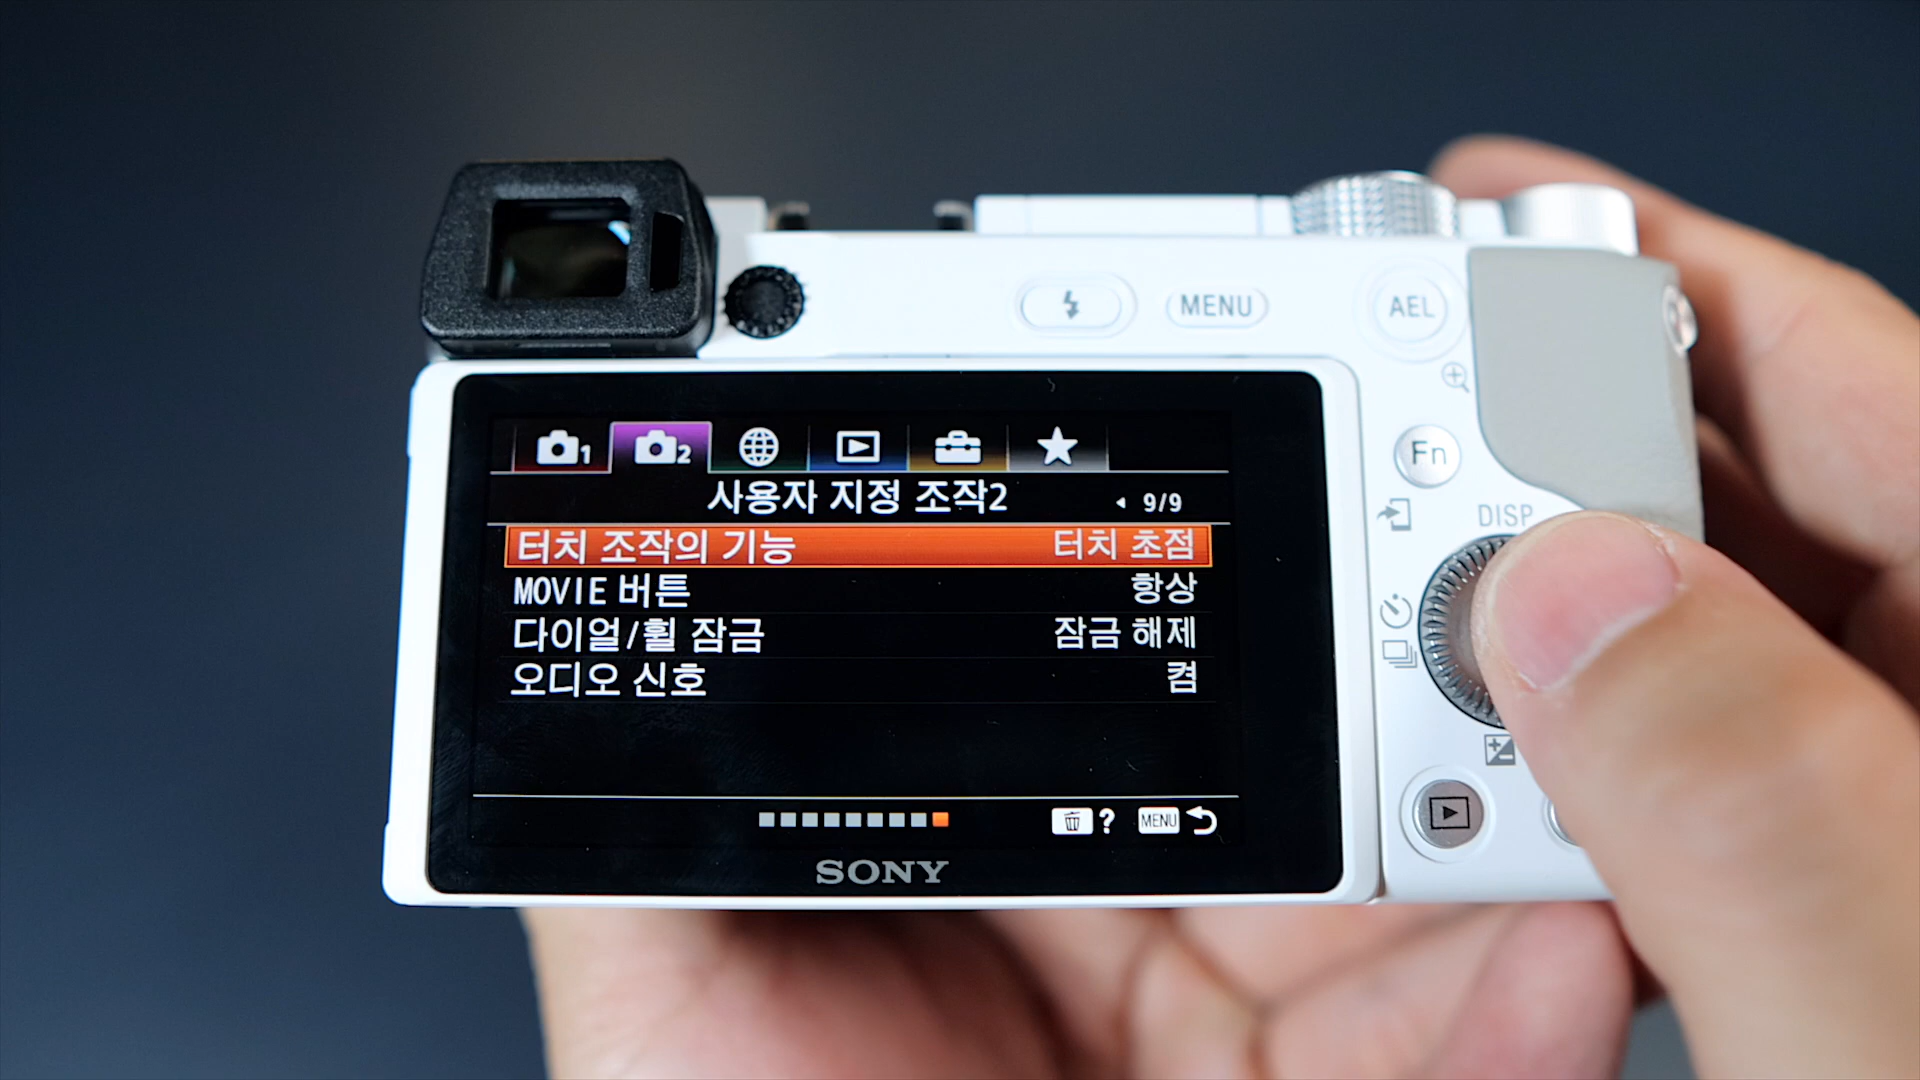 MENU
AEL
Fn
DISP
1
2
사용자 지정 조작2
9/9
터치 조작의 기능 터치 초점
MOVIE 버튼 항상
다이얼/휠 잠금 잠금 해제
오디오 신호 켬
? MENU
SONY